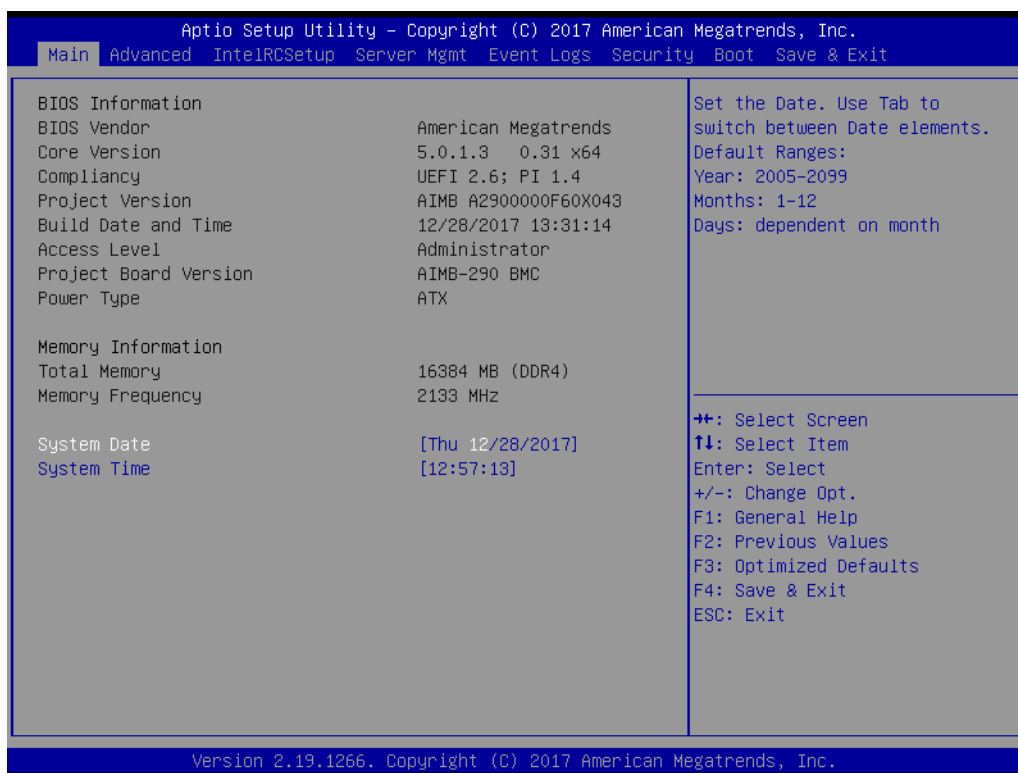 Aptio Setup Utility – Copyright (C) 2017 American Megatrends, Inc.
Main Advanced IntelRCSetup Server Mgmt Event Logs Security Boot Save & Exit
BIOS Information
BIOS Vendor American Megatrends
Core Version 5.0.1.3 0.31 x64
Compliancy UEFI 2.6; PI 1.4
Project Version AIMB A2900000F60X043
Build Date and Time 12/28/2017 13:31:14
Access Level Administrator
Project Board Version AIMB-290 BMC
Power Type ATX
Memory Information
Total Memory 16384 MB (DDR4)
Memory Frequency 2133 MHz
System Date [Thu 12/28/2017]
System Time [12:57:13]
Set the Date. Use Tab to
switch between Date elements.
Default Ranges:
Year: 2005-2099
Months: 1-12
Days: dependent on month
→←: Select Screen
↑↓: Select Item
Enter: Select
+/-: Change Opt.
F1: General Help
F2: Previous Values
F3: Optimized Defaults
F4: Save & Exit
ESC: Exit
Version 2.19.1266. Copyright (C) 2017 American Megatrends, Inc.